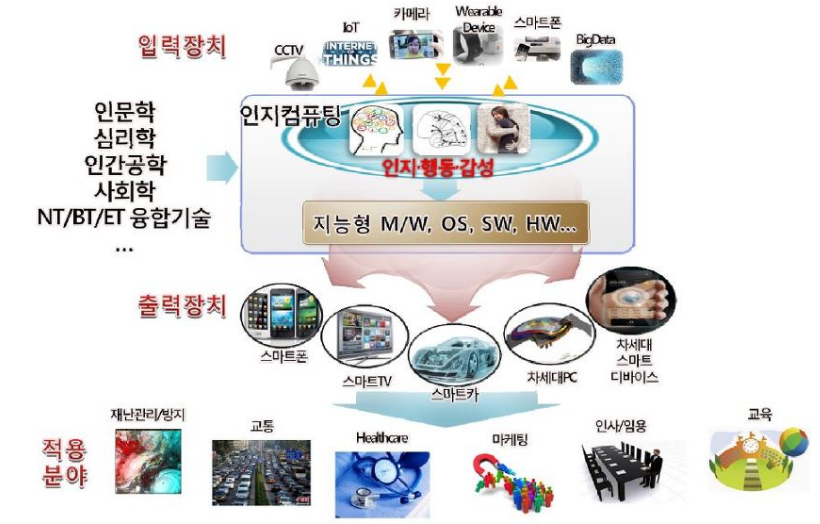 입력장치
CCTV
IoT
카메라
Wearable
Device
스마트폰
BigData
INTERNET
THINGS
인문학
심리학
인간공학
사회학
NT/BT/ET 융합기술
...
인지컴퓨팅
인지·행동·감성
지능형 M/W, OS, SW, HW...
출력장치
스마트폰
스마트TV
스마트카
차세대PC
차세대
스마트
디바이스
적용
분야
재난관리/방지
교통
Healthcare
마케팅
인사/임용
교육